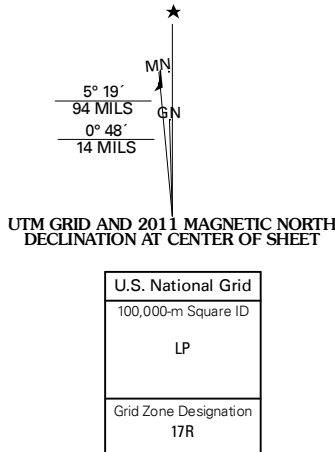 MN
5° 19´
94 MILS
GN
0° 48´
14 MILS
UTM GRID AND 2011 MAGNETIC NORTH
DECLINATION AT CENTER OF SHEET
U.S. National Grid
100,000-m Square ID
LP
Grid Zone Designation
17R